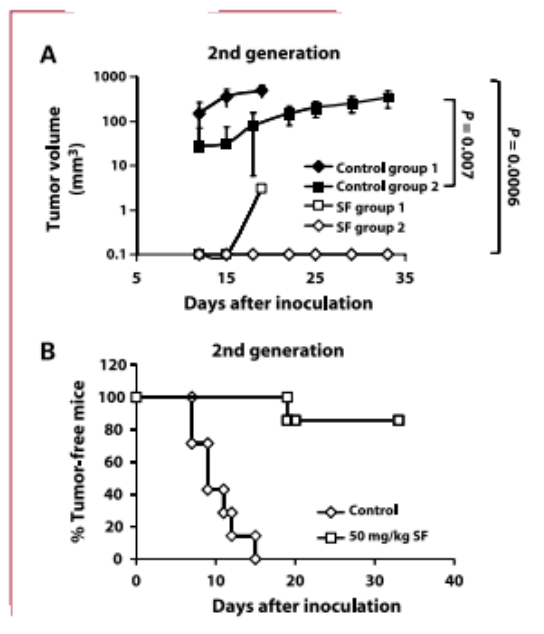 A
2nd generation
1000
100
10
1
0.1
Tumor volume
(mm³)
Control group 1
Control group 2
SF group 1
SF group 2
P = 0.007
P = 0.0006
5
15
25
35
Days after inoculation
B
2nd generation
120
100
80
60
40
20
0
% Tumor-free mice
Control
50 mg/kg SF
0
10
20
30
40
Days after inoculation